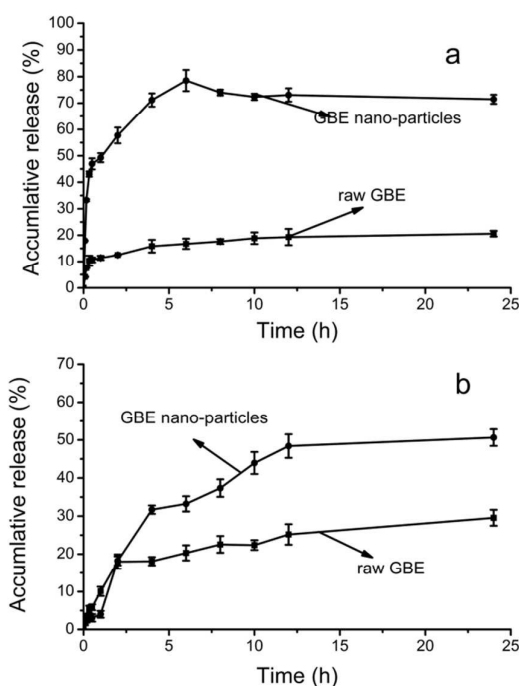 a
100
90
80
70
60
50
40
30
20
10
0
Accumlative release (%)
GBE nano-particles
raw GBE
0 5 10 15 20 25
Time (h)
b
70
60
50
40
30
20
10
0
Accumulative release (%)
GBE nano-particles
raw GBE
0 5 10 15 20 25
Time (h)